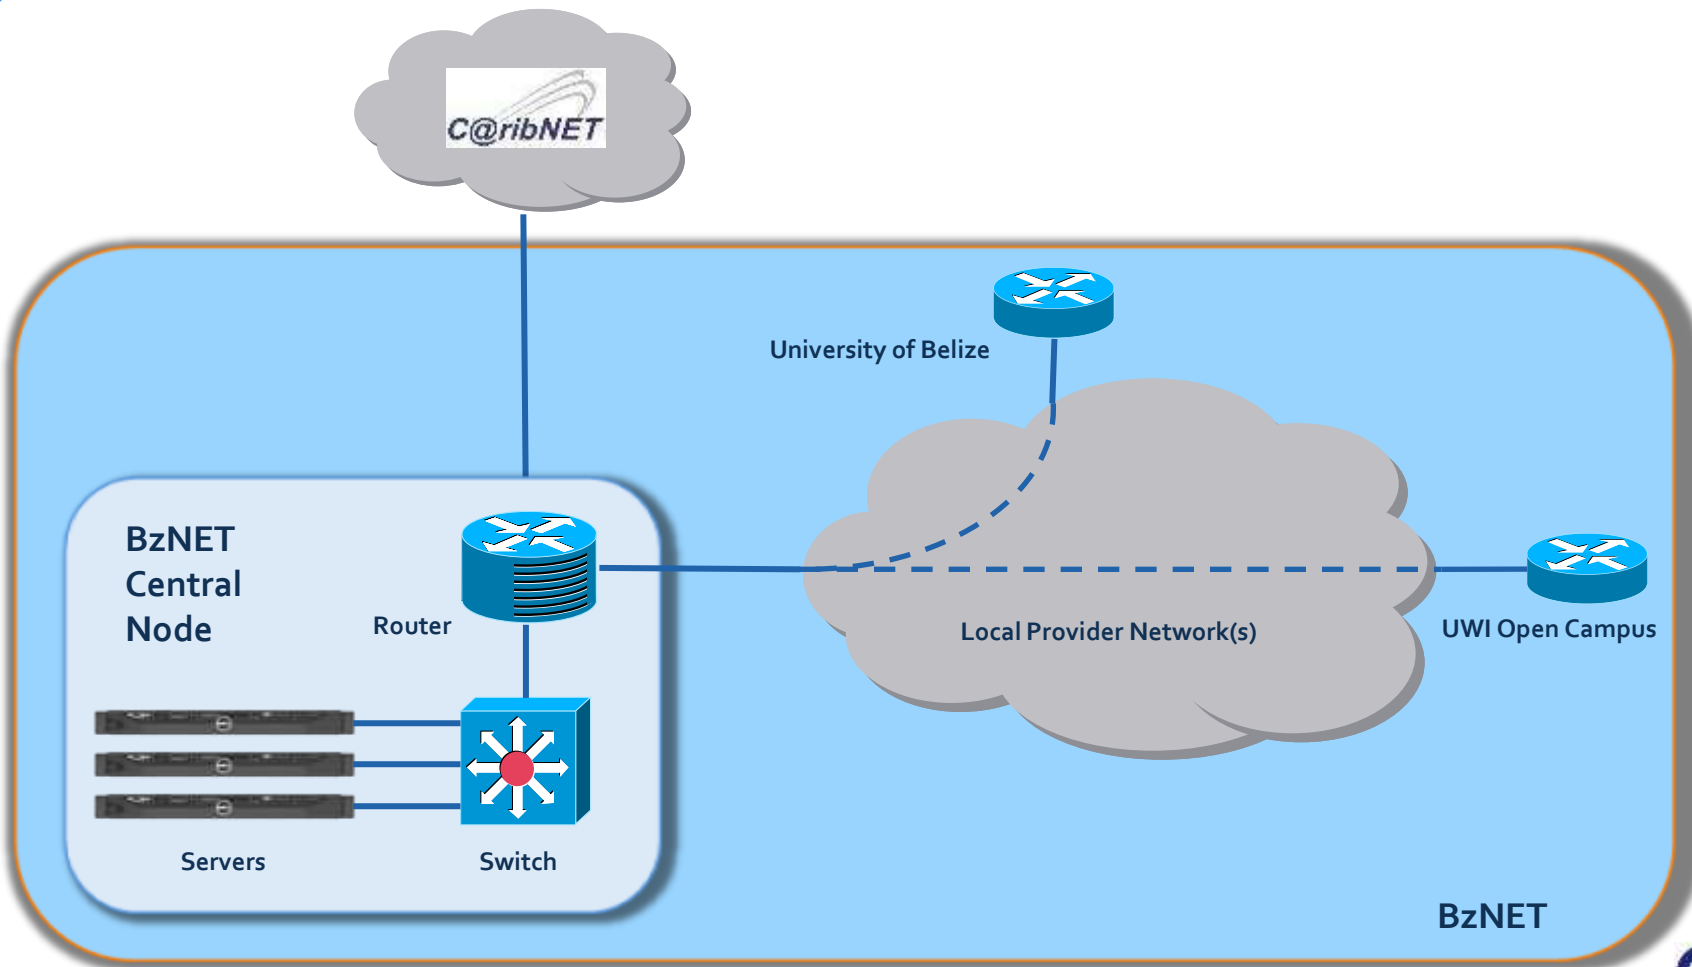 C@ribNET
University of Belize
BzNET
Central
Node
Router
Local Provider Network(s)
UWI Open Campus
Servers
Switch
BzNET